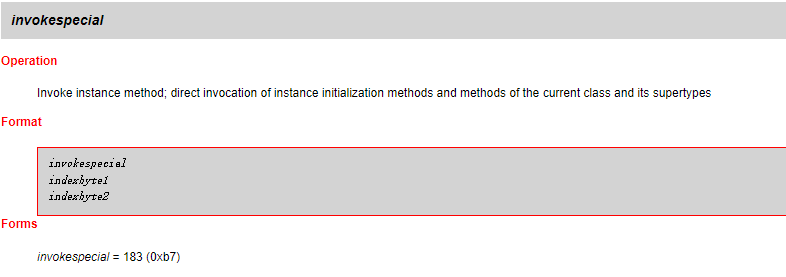 invokespecial
Operation
Invoke instance method; direct invocation of instance initialization methods and methods of the current class and its supertypes
Format
invokespecial
indexbyte1
indexbyte2
Forms
invokespecial = 183 (0xb7)